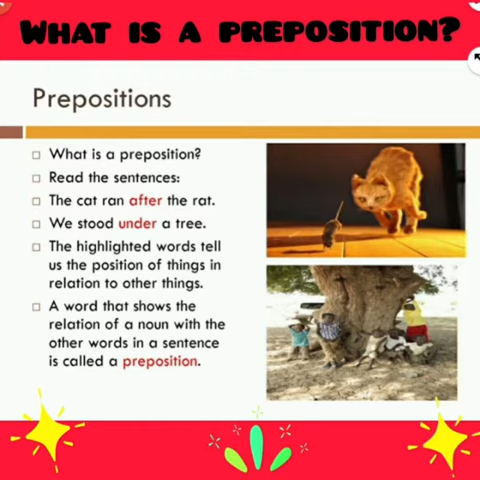 WHAT IS A PREPOSITION?
Prepositions
What is a preposition?
Read the sentences:
The cat ran after the rat.
We stood under a tree.
The highlighted words tell
us the position of things in
relation to other things.
A word that shows the
relation of a noun with the
other words in a sentence
is called a preposition.